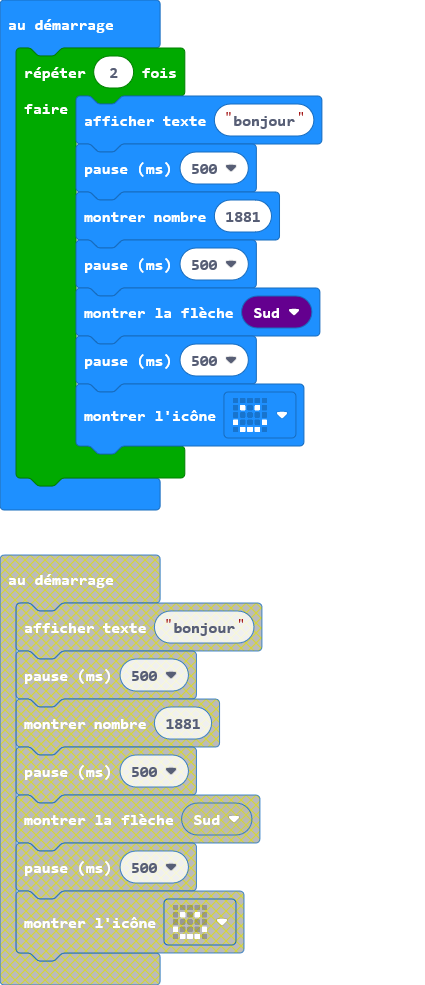 au démarrage
répéter 2 fois
faire
afficher texte "bonjour"
pause (ms) 500
montrer nombre 1881
pause (ms) 500
montrer la flèche Sud
pause (ms) 500
montrer l'icône
au démarrage
afficher texte "bonjour"
pause (ms) 500
montrer nombre 1881
pause (ms) 500
montrer la flèche Sud
pause (ms) 500
montrer l'icône